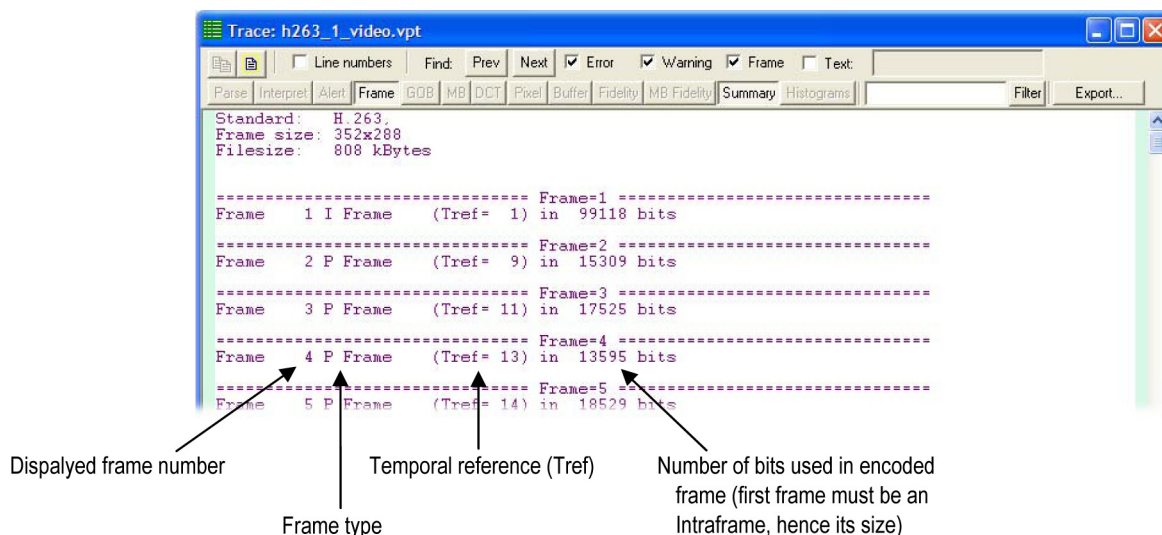 Trace: h263_1_video.vpt
Line numbers Find: Prev Next Error Warning Frame Text:
Parse Interpret Alert Frame GOB MB DCT Pixel Buffer Fidelity MB Fidelity Summary Histograms Filter Export...
Standard: H.263,
Frame size: 352x288
Filesize: 808 kBytes
================================ Frame=1 ================================
Frame 1 I Frame (Tref= 1) in 99118 bits
================================ Frame=2 ================================
Frame 2 P Frame (Tref= 9) in 15309 bits
================================ Frame=3 ================================
Frame 3 P Frame (Tref= 11) in 17525 bits
================================ Frame=4 ================================
Frame 4 P Frame (Tref= 13) in 13595 bits
================================ Frame=5 ================================
Frame 5 P Frame (Tref= 14) in 18529 bits
Dispalyed frame number
Temporal reference (Tref)
Number of bits used in encoded
frame (first frame must be an
Intraframe, hence its size)
Frame type